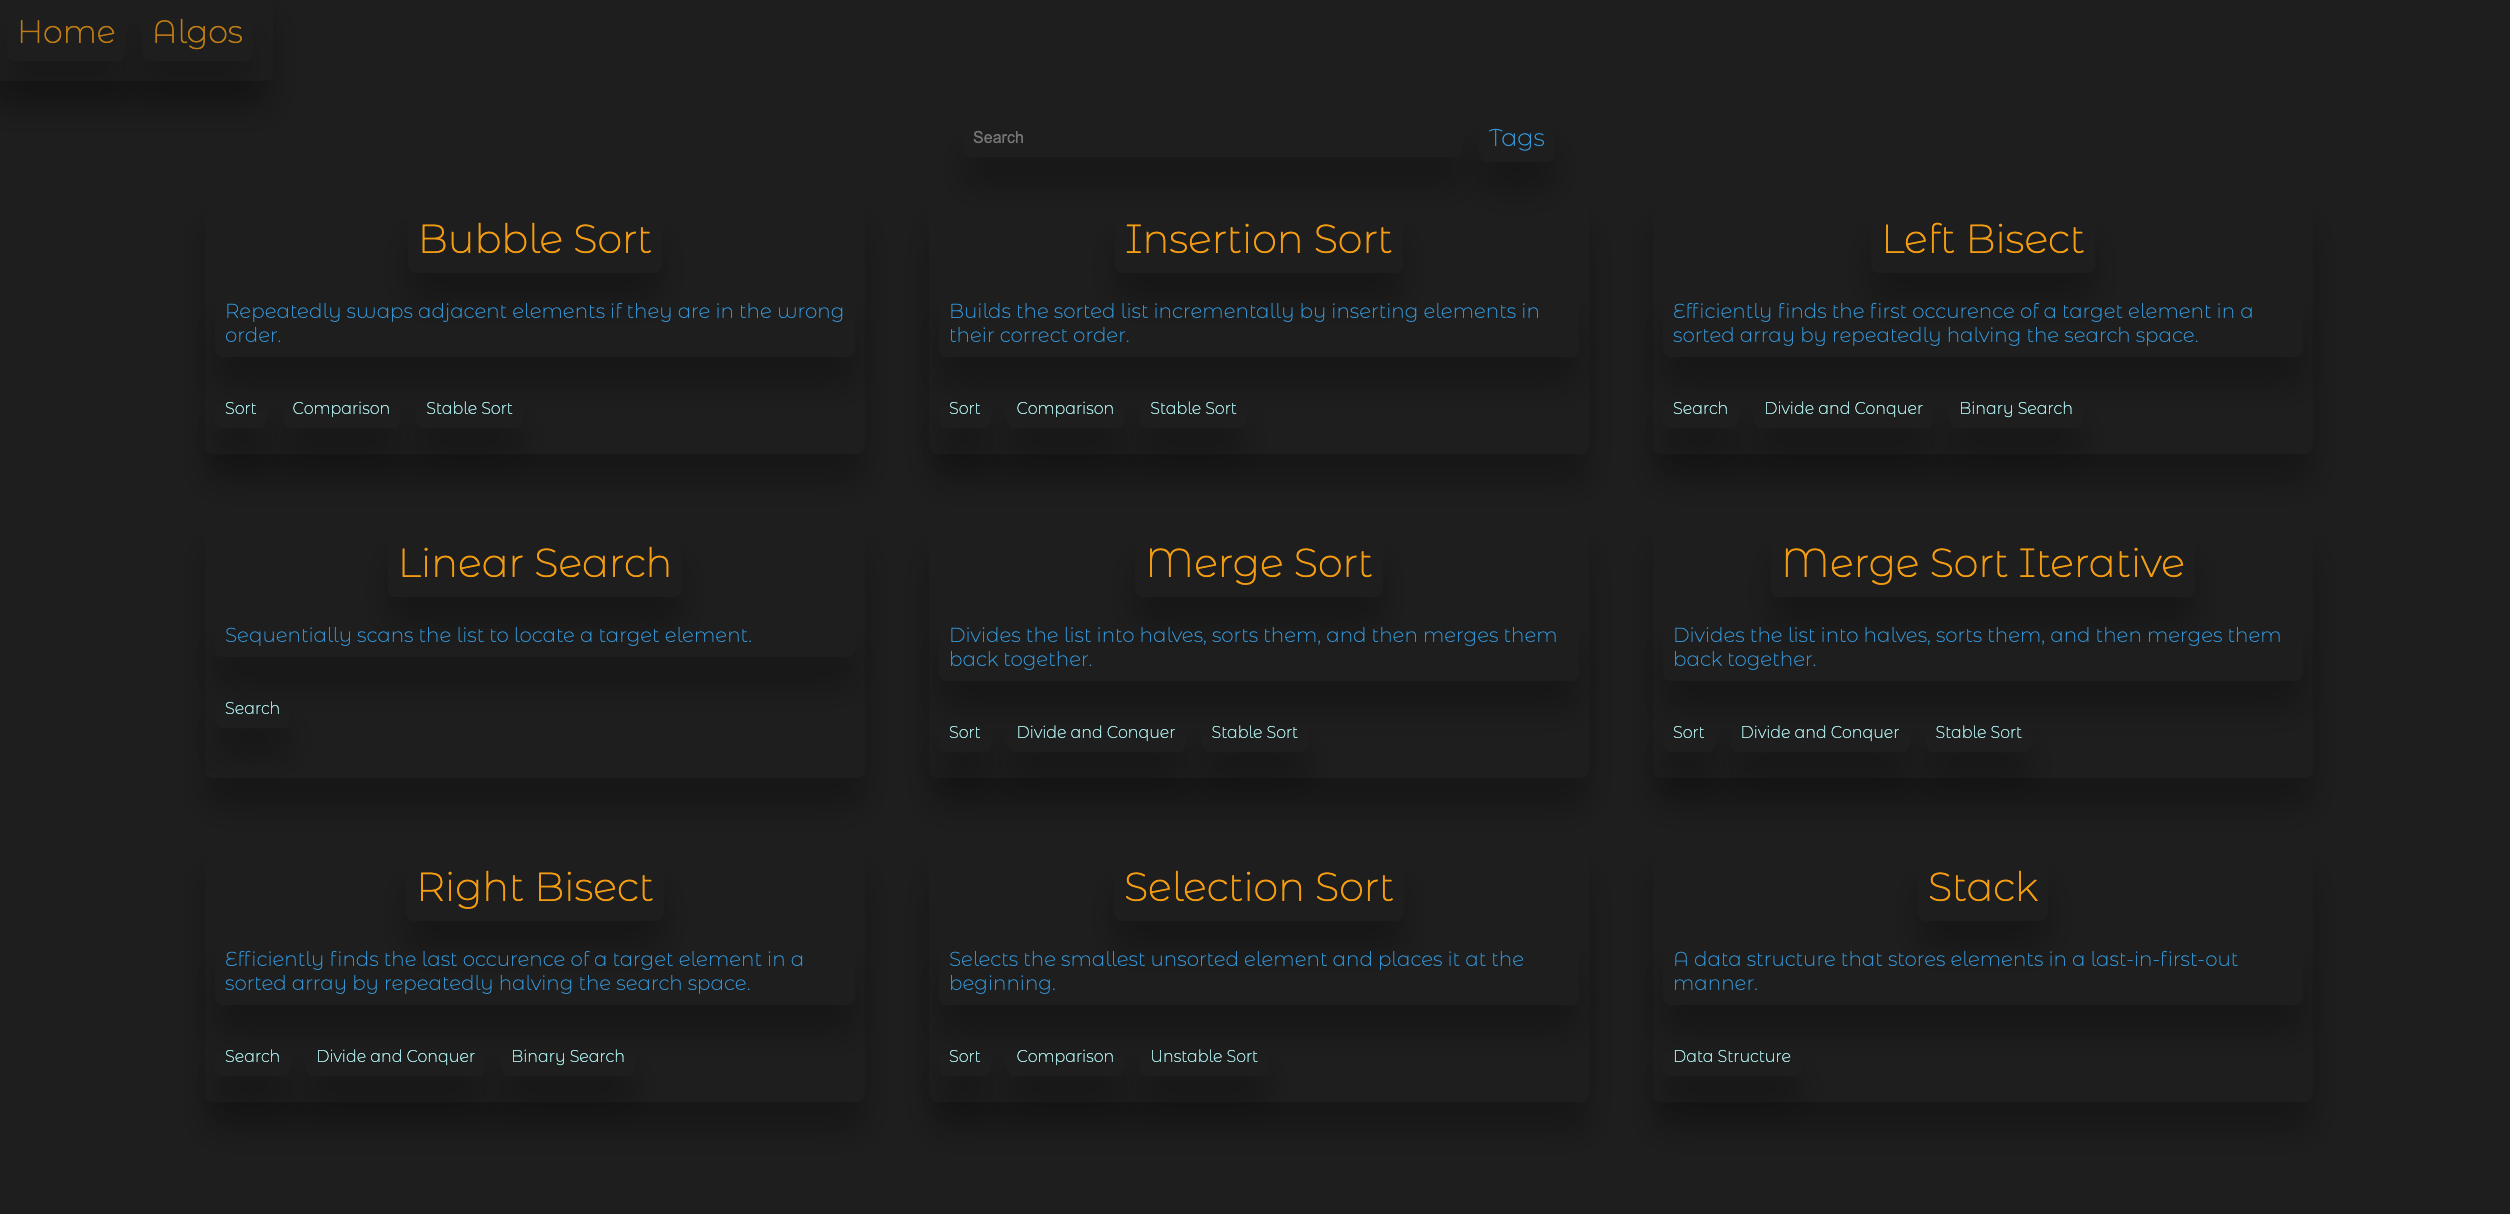 Home Algos
Search Tags
Bubble Sort
Repeatedly swaps adjacent elements if they are in the wrong
order.
Sort Comparison Stable Sort
Insertion Sort
Builds the sorted list incrementally by inserting elements in
their correct order.
Sort Comparison Stable Sort
Left Bisect
Efficiently finds the first occurence of a target element in a
sorted array by repeatedly halving the search space.
Search Divide and Conquer Binary Search
Linear Search
Sequentially scans the list to locate a target element.
Search
Merge Sort
Divides the list into halves, sorts them, and then merges them
back together.
Sort Divide and Conquer Stable Sort
Merge Sort Iterative
Divides the list into halves, sorts them, and then merges them
back together.
Sort Divide and Conquer Stable Sort
Right Bisect
Efficiently finds the last occurence of a target element in a
sorted array by repeatedly halving the search space.
Search Divide and Conquer Binary Search
Selection Sort
Selects the smallest unsorted element and places it at the
beginning.
Sort Comparison Unstable Sort
Stack
A data structure that stores elements in a last-in-first-out
manner.
Data Structure